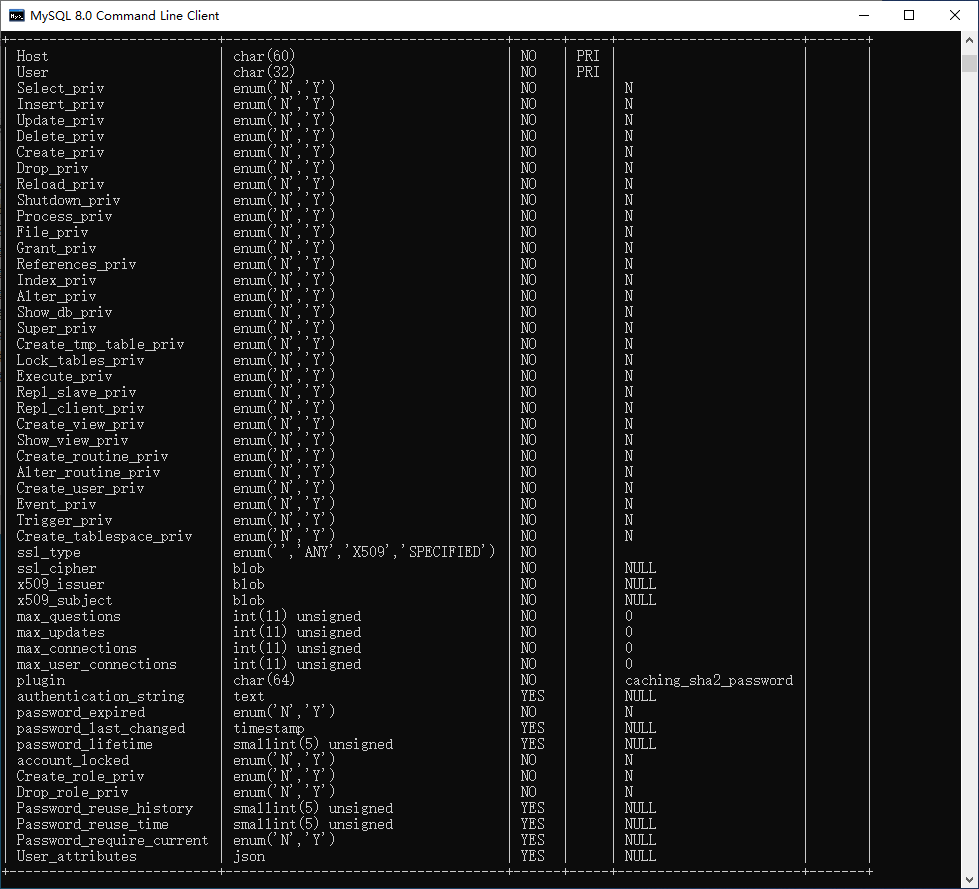 MySQL 8.0 Command Line Client
+--------------------------+-----------------------------------+------+-----+-----------------------+-------+
| Host | char(60) | NO | PRI | | |
| User | char(32) | NO | PRI | | |
| Select_priv | enum('N','Y') | NO | | N | |
| Insert_priv | enum('N','Y') | NO | | N | |
| Update_priv | enum('N','Y') | NO | | N | |
| Delete_priv | enum('N','Y') | NO | | N | |
| Create_priv | enum('N','Y') | NO | | N | |
| Drop_priv | enum('N','Y') | NO | | N | |
| Reload_priv | enum('N','Y') | NO | | N | |
| Shutdown_priv | enum('N','Y') | NO | | N | |
| Process_priv | enum('N','Y') | NO | | N | |
| File_priv | enum('N','Y') | NO | | N | |
| Grant_priv | enum('N','Y') | NO | | N | |
| References_priv | enum('N','Y') | NO | | N | |
| Index_priv | enum('N','Y') | NO | | N | |
| Alter_priv | enum('N','Y') | NO | | N | |
| Show_db_priv | enum('N','Y') | NO | | N | |
| Super_priv | enum('N','Y') | NO | | N | |
| Create_tmp_table_priv | enum('N','Y') | NO | | N | |
| Lock_tables_priv | enum('N','Y') | NO | | N | |
| Execute_priv | enum('N','Y') | NO | | N | |
| Repl_slave_priv | enum('N','Y') | NO | | N | |
| Repl_client_priv | enum('N','Y') | NO | | N | |
| Create_view_priv | enum('N','Y') | NO | | N | |
| Show_view_priv | enum('N','Y') | NO | | N | |
| Create_routine_priv | enum('N','Y') | NO | | N | |
| Alter_routine_priv | enum('N','Y') | NO | | N | |
| Create_user_priv | enum('N','Y') | NO | | N | |
| Event_priv | enum('N','Y') | NO | | N | |
| Trigger_priv | enum('N','Y') | NO | | N | |
| Create_tablespace_priv | enum('N','Y') | NO | | N | |
| ssl_type | enum('','ANY','X509','SPECIFIED') | NO | | | |
| ssl_cipher | blob | NO | | NULL | |
| x509_issuer | blob | NO | | NULL | |
| x509_subject | blob | NO | | NULL | |
| max_questions | int(11) unsigned | NO | | 0 | |
| max_updates | int(11) unsigned | NO | | 0 | |
| max_connections | int(11) unsigned | NO | | 0 | |
| max_user_connections | int(11) unsigned | NO | | 0 | |
| plugin | char(64) | NO | | caching_sha2_password | |
| authentication_string | text | YES | | NULL | |
| password_expired | enum('N','Y') | NO | | N | |
| password_last_changed | timestamp | YES | | NULL | |
| password_lifetime | smallint(5) unsigned | YES | | NULL | |
| account_locked | enum('N','Y') | NO | | N | |
| Create_role_priv | enum('N','Y') | NO | | N | |
| Drop_role_priv | enum('N','Y') | NO | | N | |
| Password_reuse_history | smallint(5) unsigned | YES | | NULL | |
| Password_reuse_time | smallint(5) unsigned | YES | | NULL | |
| Password_require_current | enum('N','Y') | YES | | NULL | |
| User_attributes | json | YES | | NULL | |
+--------------------------+-----------------------------------+------+-----+-----------------------+-------+